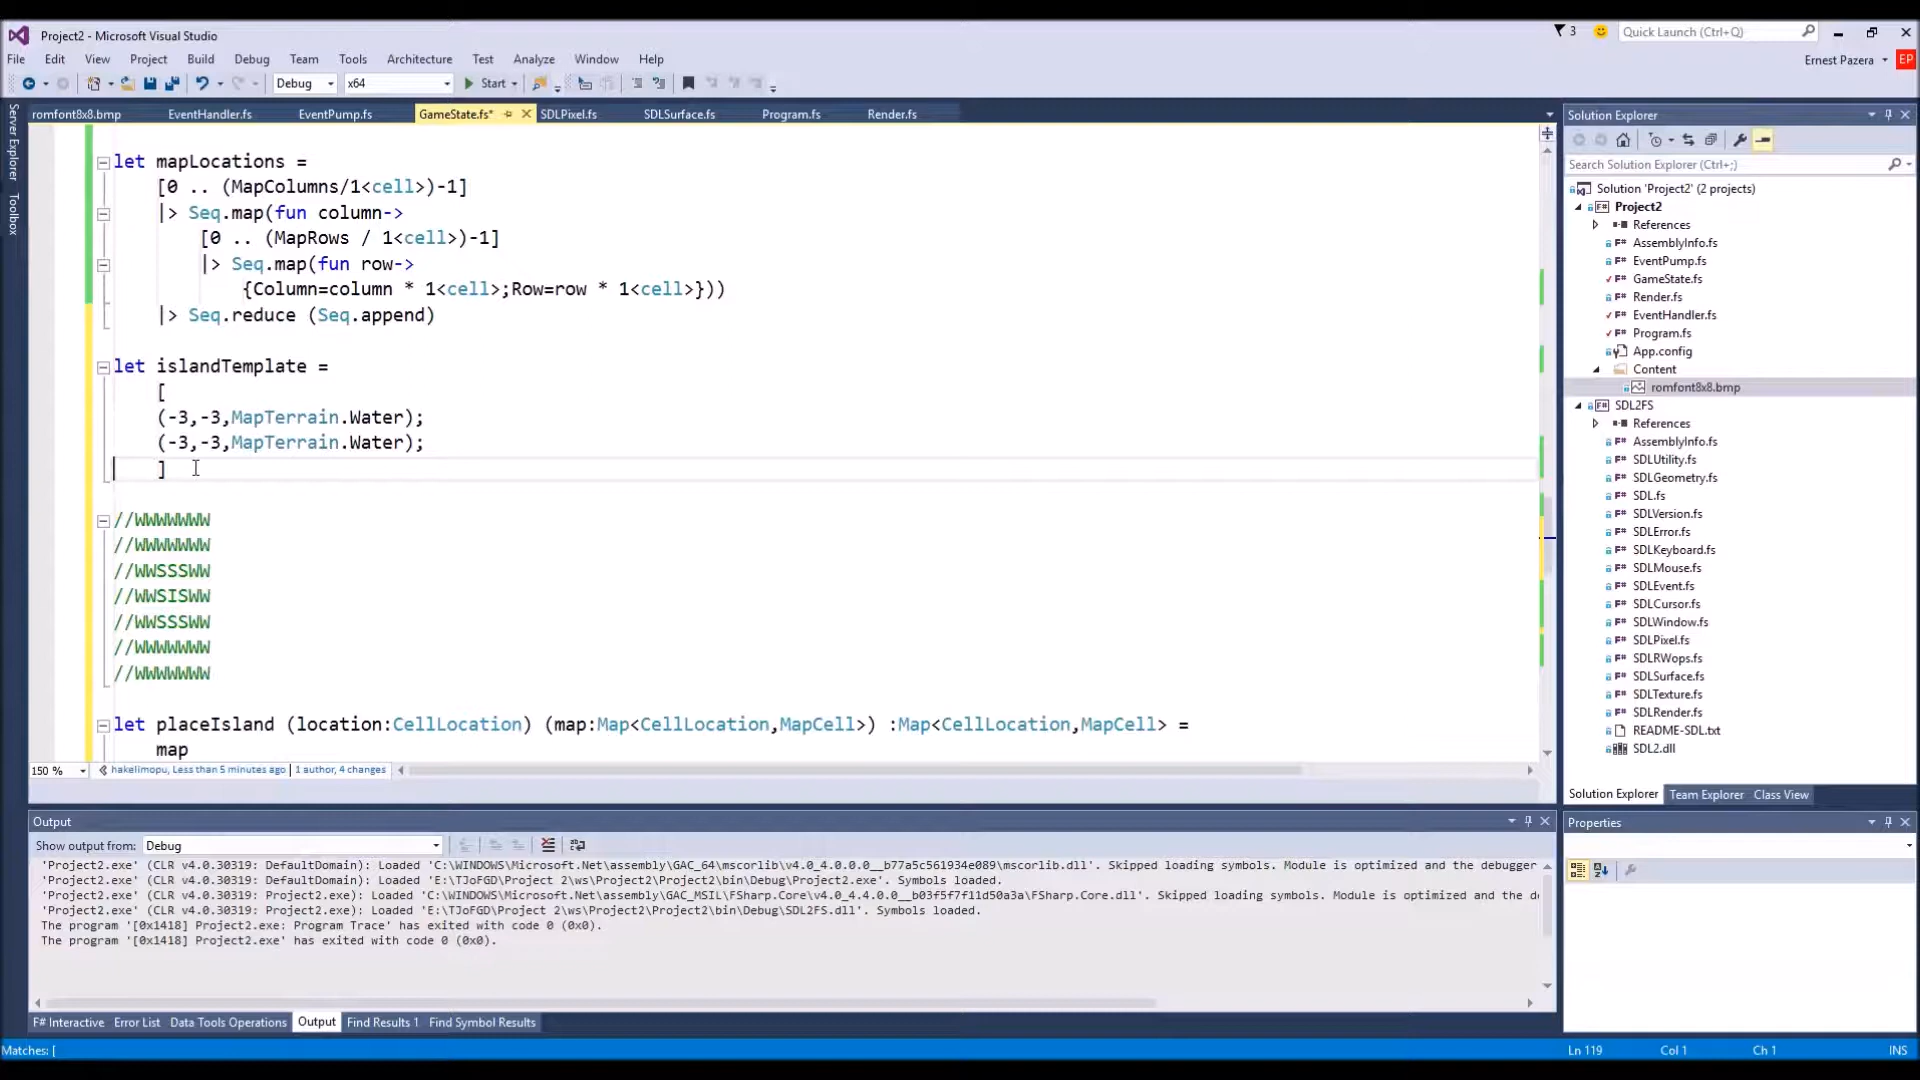 Project2 - Microsoft Visual Studio
3
Quick Launch (Ctrl+Q)
File Edit View Project Build Debug Team Tools Architecture Test Analyze Window Help
Ernest Pazera
EP
Debug
x64
Start
Server Explorer
Toolbox
romfont8x8.bmp EventHandler.fs EventPump.fs GameState.fs* SDLPixel.fs SDLSurface.fs Program.fs Render.fs
let mapLocations =
[0 .. (MapColumns/1<cell>)-1]
|> Seq.map(fun column->
[0 .. (MapRows / 1<cell>)-1]
|> Seq.map(fun row->
{Column=column * 1<cell>;Row=row * 1<cell>}))
|> Seq.reduce (Seq.append)
let islandTemplate =
[
(-3,-3,MapTerrain.Water);
(-3,-3,MapTerrain.Water);
]
//WWWWWWW
//WWWWWWW
//WWSSSWW
//WWSISWW
//WWSSSWW
//WWWWWWW
//WWWWWWW
let placeIsland (location:CellLocation) (map:Map<CellLocation,MapCell>) :Map<CellLocation,MapCell> =
map
150 %
hakelimopu, Less than 5 minutes ago | 1 author, 4 changes
Output
Show output from: Debug
'Project2.exe' (CLR v4.0.30319: DefaultDomain): Loaded 'C:\WINDOWS\Microsoft.Net\assembly\GAC_64\mscorlib\v4.0_4.0.0.0__b77a5c561934e089\mscorlib.dll'. Skipped loading symbols. Module is optimized and the debugger
'Project2.exe' (CLR v4.0.30319: DefaultDomain): Loaded 'E:\TJoFGD\Project 2\ws\Project2\Project2\bin\Debug\Project2.exe'. Symbols loaded.
'Project2.exe' (CLR v4.0.30319: Project2.exe): Loaded 'C:\WINDOWS\Microsoft.Net\assembly\GAC_MSIL\FSharp.Core\v4.0_4.4.0.0__b03f5f7f11d50a3a\FSharp.Core.dll'. Skipped loading symbols. Module is optimized and the d
'Project2.exe' (CLR v4.0.30319: Project2.exe): Loaded 'E:\TJoFGD\Project 2\ws\Project2\Project2\bin\Debug\SDL2FS.dll'. Symbols loaded.
The program '[0x1418] Project2.exe: Program Trace' has exited with code 0 (0x0).
The program '[0x1418] Project2.exe' has exited with code 0 (0x0).
F# Interactive Error List Data Tools Operations Output Find Results 1 Find Symbol Results
Matches: [
Ln 119 Col 1 Ch 1 INS
Solution Explorer
Search Solution Explorer (Ctrl+;)
Solution 'Project2' (2 projects)
Project2
References
AssemblyInfo.fs
EventPump.fs
GameState.fs
Render.fs
EventHandler.fs
Program.fs
App.config
Content
romfont8x8.bmp
SDL2FS
References
AssemblyInfo.fs
SDLUtility.fs
SDLGeometry.fs
SDL.fs
SDLVersion.fs
SDLError.fs
SDLKeyboard.fs
SDLMouse.fs
SDLEvent.fs
SDLCursor.fs
SDLWindow.fs
SDLPixel.fs
SDLRWops.fs
SDLSurface.fs
SDLTexture.fs
SDLRender.fs
README-SDL.txt
SDL2.dll
Solution Explorer Team Explorer Class View
Properties